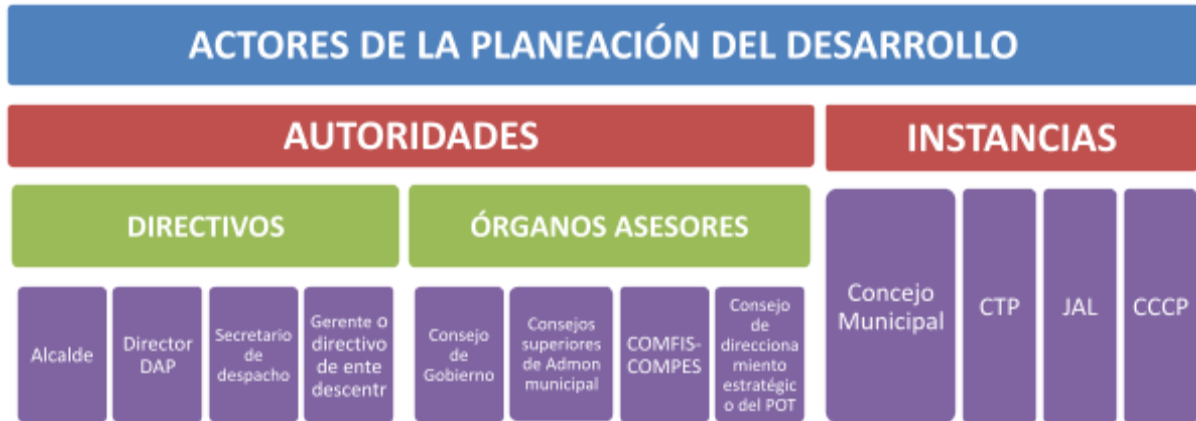 ACTORES DE LA PLANEACIÓN DEL DESARROLLO
AUTORIDADES
INSTANCIAS
DIRECTIVOS
ÓRGANOS ASESORES
Alcalde
Director
DAP
Secretario
de
despacho
Gerente o
directivo
de ente
descentr
Consejo
de
Gobierno
Consejos
superiores
de Admon
municipal
COMFIS-
COMPES
Consejo
de
direcciona
miento
estratégic
o del POT
Concejo
Municipal
CTP
JAL
CCCP